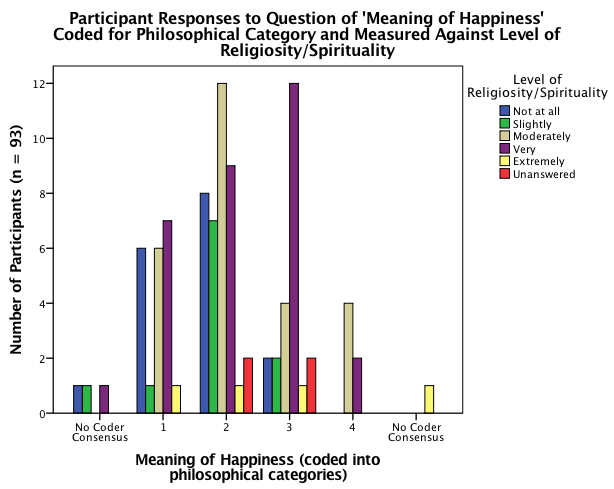 Participant Responses to Question of 'Meaning of Happiness'
Coded for Philosophical Category and Measured Against Level of
Religiosity/Spirituality
Level of
Religiosity/Spirituality
Not at all
Slightly
Moderately
Very
Extremely
Unanswered
Number of Participants (n = 93)
12
10
8
6
4
2
0
No Coder
Consensus
1
2
3
4
No Coder
Consensus
Meaning of Happiness (coded into
philosophical categories)